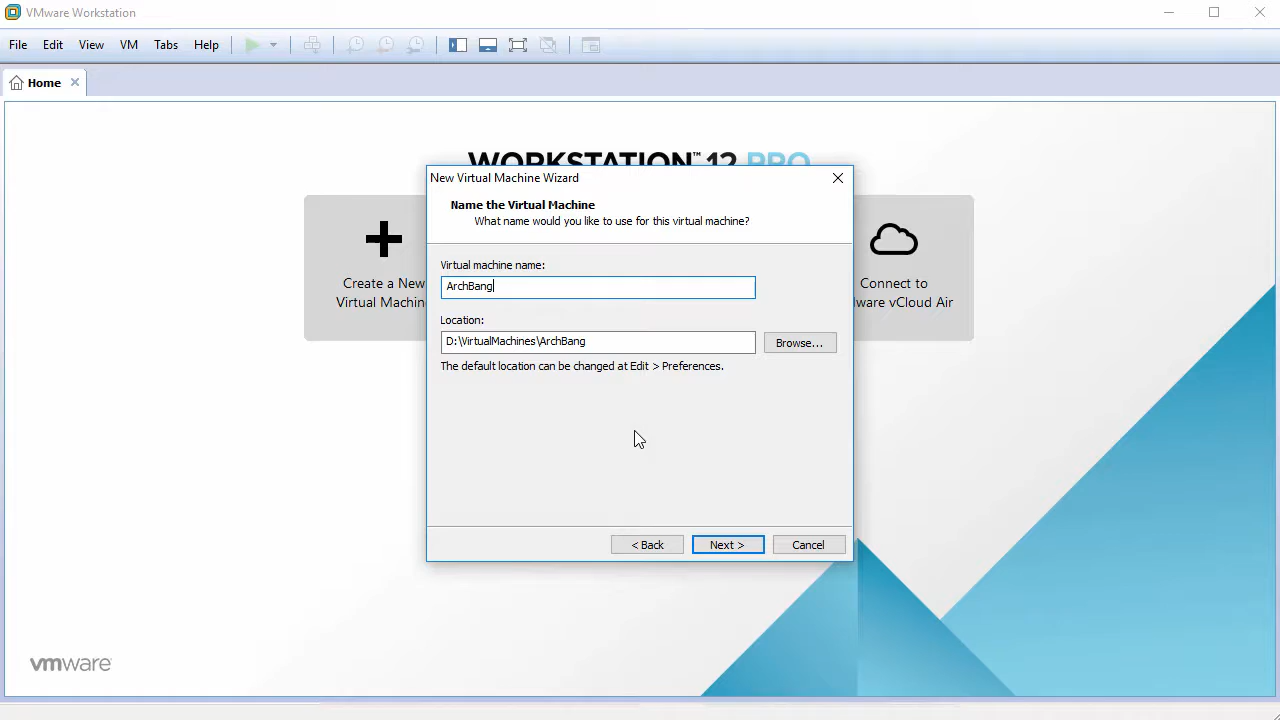 VMware Workstation
File Edit View VM Tabs Help
Home
WORKSTATION™ 12 PRO
New Virtual Machine Wizard
Name the Virtual Machine
What name would you like to use for this virtual machine?
Virtual machine name:
ArchBang
Location:
D:\VirtualMachines\ArchBang
Browse...
The default location can be changed at Edit > Preferences.
< Back
Next >
Cancel
Create a New
Virtual Machin
Connect to
ware vCloud Air
vmware